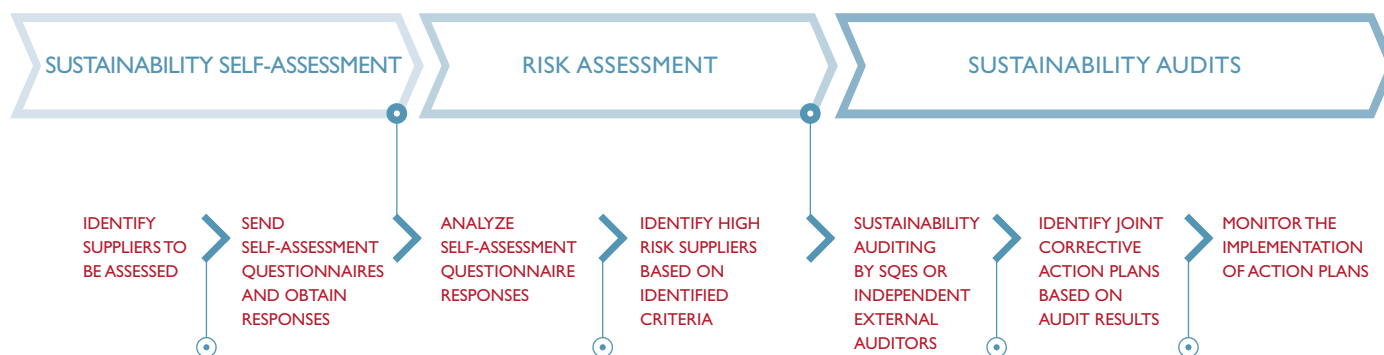 SUSTAINABILITY SELF-ASSESSMENT
RISK ASSESSMENT
SUSTAINABILITY AUDITS
IDENTIFY
SUPPLIERS TO
BE ASSESSED
SEND
SELF-ASSESSMENT
QUESTIONNAIRES
AND OBTAIN
RESPONSES
ANALYZE
SELF-ASSESSMENT
QUESTIONNAIRE
RESPONSES
IDENTIFY HIGH
RISK SUPPLIERS
BASED ON
IDENTIFIED
CRITERIA
SUSTAINABILITY
AUDITING
BY SQES OR
INDEPENDENT
EXTERNAL
AUDITORS
IDENTIFY JOINT
CORRECTIVE
ACTION PLANS
BASED ON
AUDIT RESULTS
MONITOR THE
IMPLEMENTATION
OF ACTION PLANS